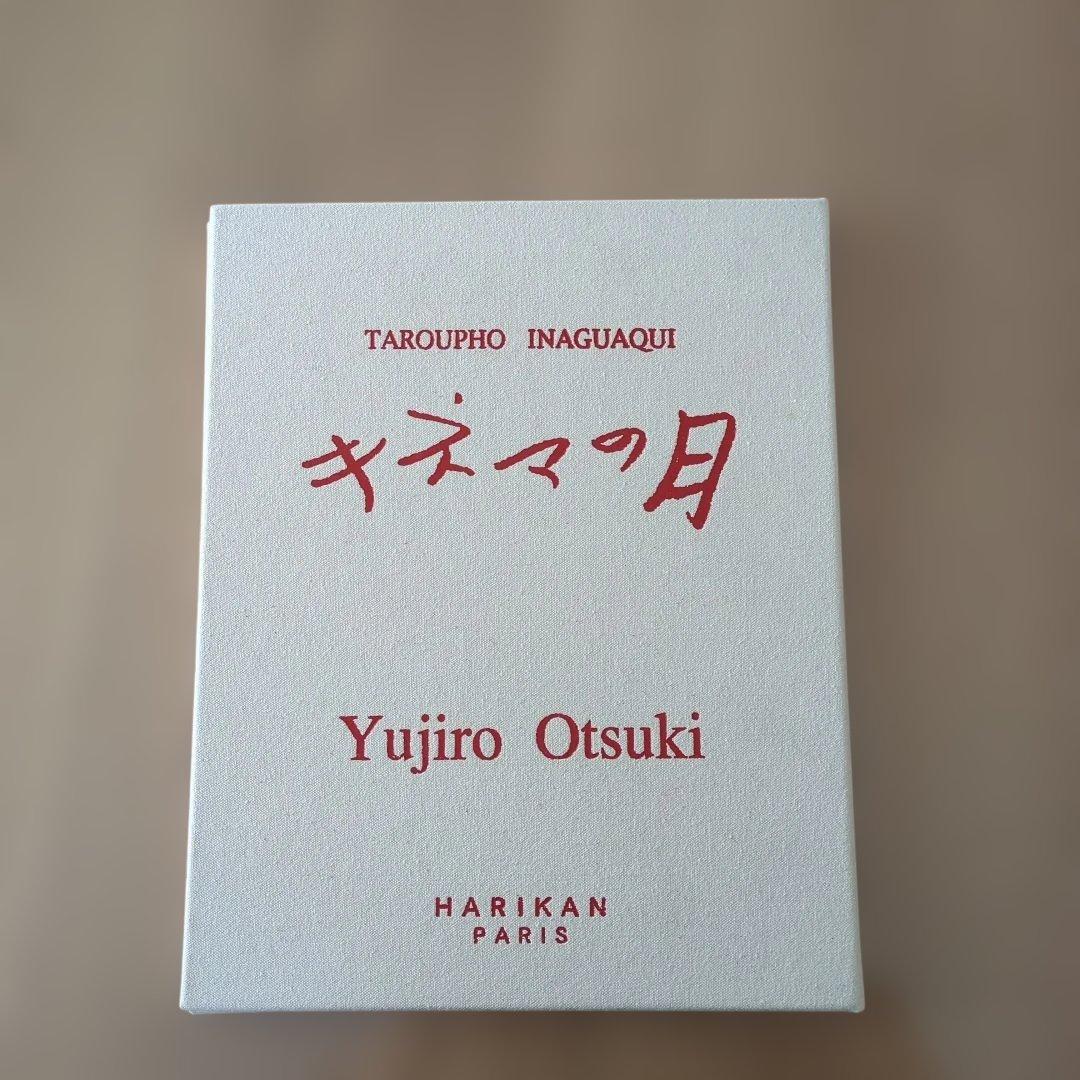 TAROUPHO INAGUAQUI
キネマの月
Yujiro Otsuki
HARIKAN
PARIS